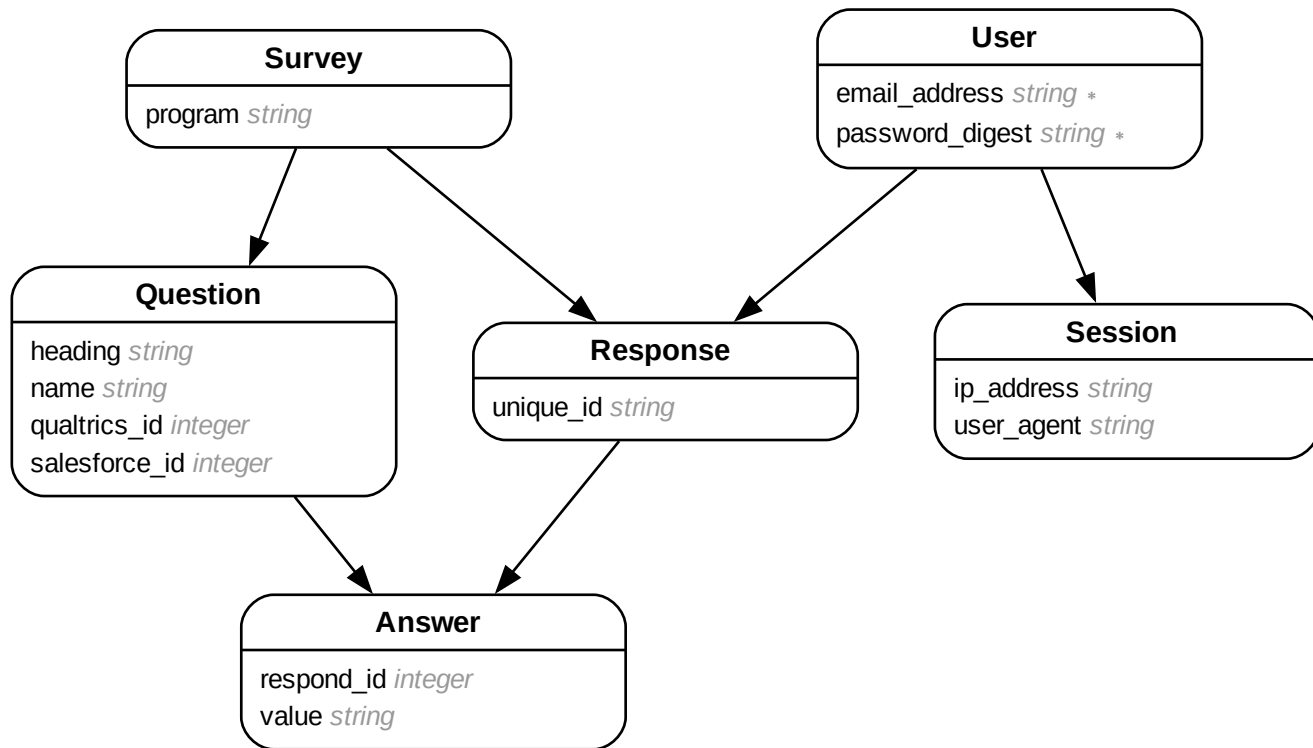 Survey
program string
User
email_address string *
password_digest string *
Question
heading string
name string
qualtrics_id integer
salesforce_id integer
Response
unique_id string
Session
ip_address string
user_agent string
Answer
respond_id integer
value string